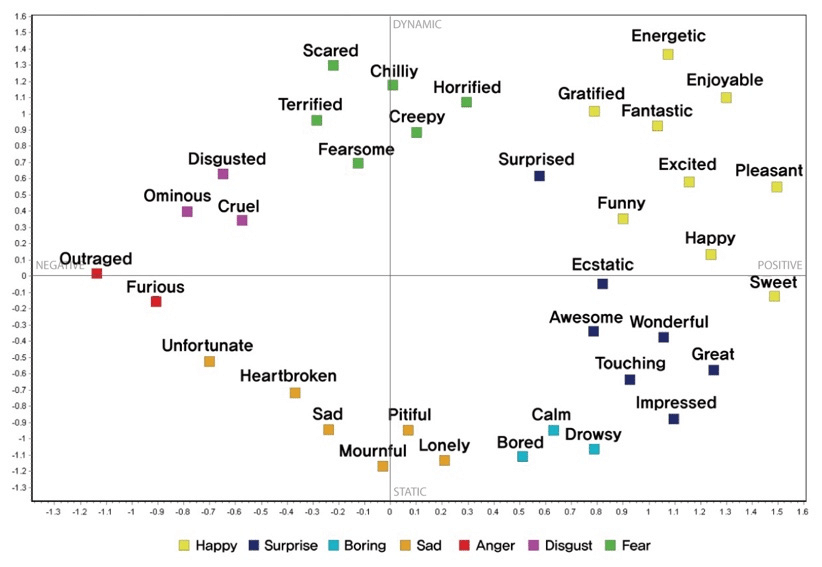 1.6
DYNAMIC
1.5
Energetic
1.4
Scared
1.3
Chilliy
1.2
Enjoyable
Horrified
Gratified
1.1
Terrified
Fantastic
1
Creepy
0.9
0.8
Fearsome
0.7
Disgusted
Surprised
Excited
Pleasant
0.6
0.5
Ominous
Funny
0.4
Cruel
0.3
Happy
0.2
Outraged
0.1
NEGATIVE
Ecstatic
POSITIVE
0
Furious
Sweet
-0.1
-0.2
Awesome
Wonderful
-0.3
Unfortunate
-0.4
Great
-0.5
Heartbroken
Touching
-0.6
-0.7
Impressed
-0.8
Sad
Pitiful
Calm
-0.9
Drowsy
-1
Mournful
Lonely
Bored
-1.1
-1.2
-1.3
STATIC
-1.3 -1.2 -1.1 -1 -0.9 -0.8 -0.7 -0.6 -0.5 -0.4 -0.3 -0.2 -0.1 0 0.1 0.2 0.3 0.4 0.5 0.6 0.7 0.8 0.9 1 1.1 1.2 1.3 1.4 1.5 1.6
Happy Surprise Boring Sad Anger Disgust Fear